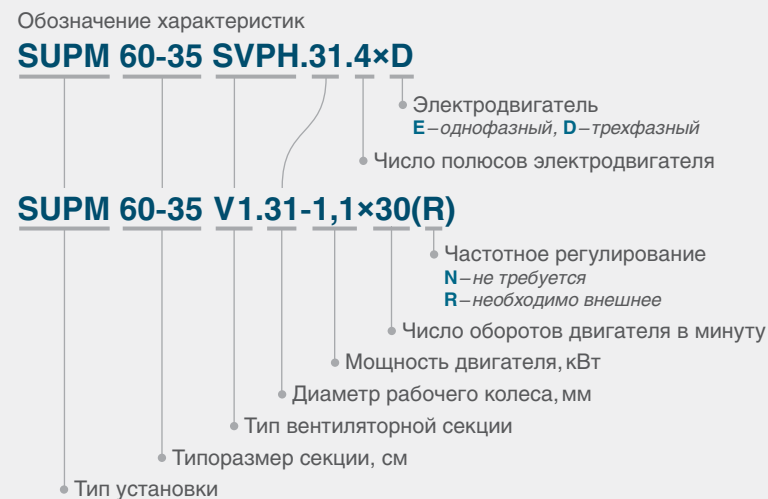 Обозначение характеристик
SUPM 60-35 SVPH.31.4×D
Электродвигатель
E–однофазный, D–трехфазный
Число полюсов электродвигателя
SUPM 60-35 V1.31-1,1×30(R)
Частотное регулирование
N–не требуется
R–необходимо внешнее
Число оборотов двигателя в минуту
Мощность двигателя, кВт
Диаметр рабочего колеса, мм
Тип вентиляторной секции
Типоразмер секции, см
Тип установки